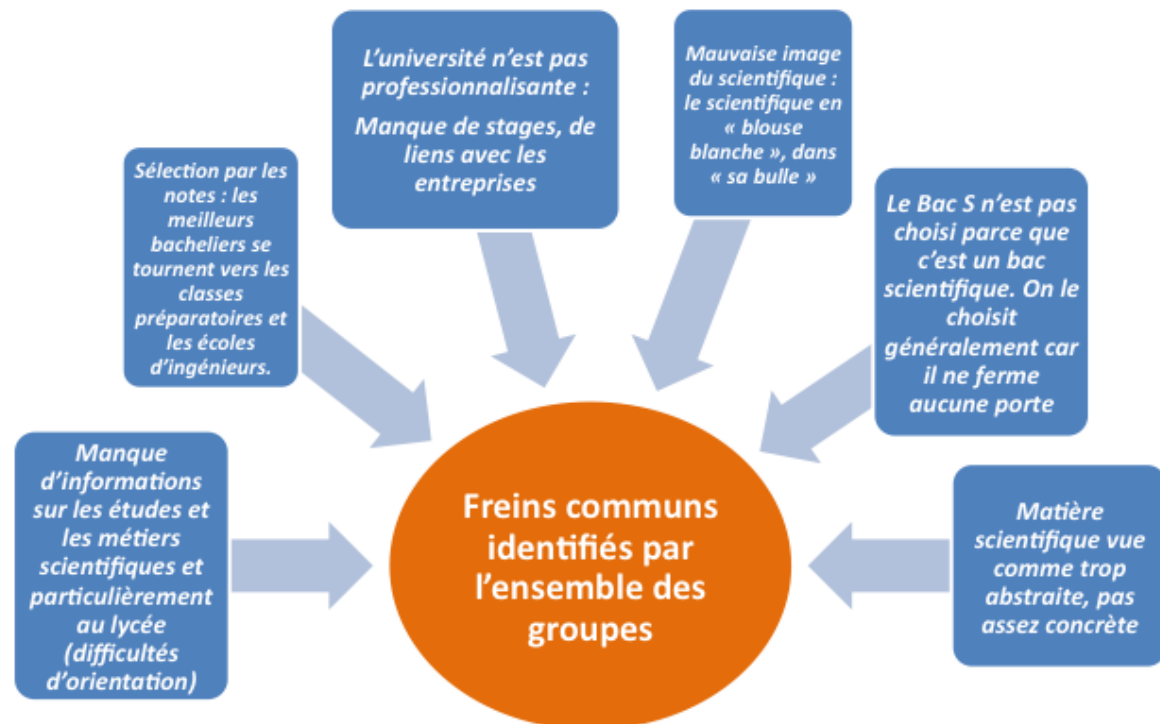 L'université n'est pas
professionnalisante :
Manque de stages, de
liens avec les
entreprises
Mauvaise image
du scientifique :
le scientifique en
« blouse
blanche », dans
« sa bulle »
Sélection par les
notes : les
meilleurs
bacheliers se
tournent vers les
classes
préparatoires et
les écoles
d'ingénieurs.
Le Bac S n'est pas
choisi parce que
c'est un bac
scientifique. On le
choisit
généralement car
il ne ferme
aucune porte
Manque
d'informations
sur les études et
les métiers
scientifiques et
particulièrement
au lycée
(difficultés
d'orientation)
Freins communs
identifiés par
l'ensemble des
groupes
Matière
scientifique vue
comme trop
abstraite, pas
assez concrète